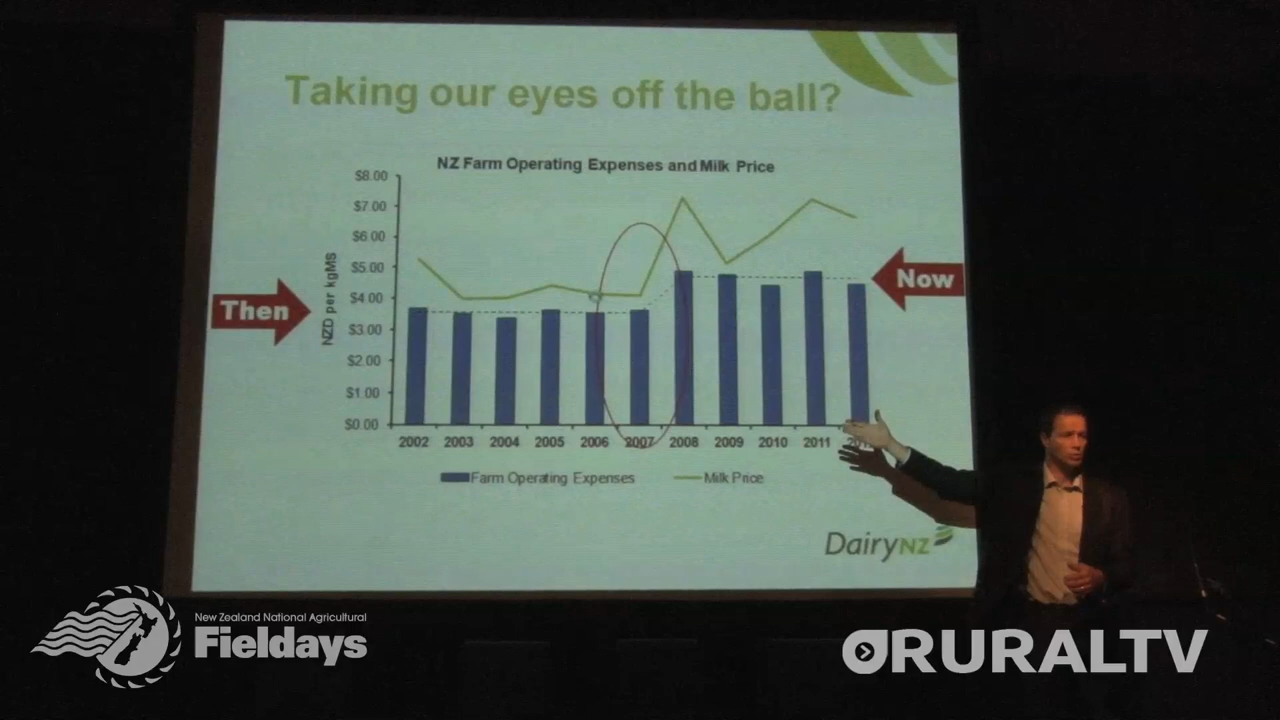 Taking our eyes off the ball?
NZ Farm Operating Expenses and Milk Price
$8.00
$7.00
$6.00
$5.00
$4.00
$3.00
$2.00
$1.00
$0.00
NZD per kgMS
Then
Now
2002 2003 2004 2005 2006 2007 2008 2009 2010 2011
Farm Operating Expenses Milk Price
DairyNZ
New Zealand National Agricultural
Fieldays
RURALTV